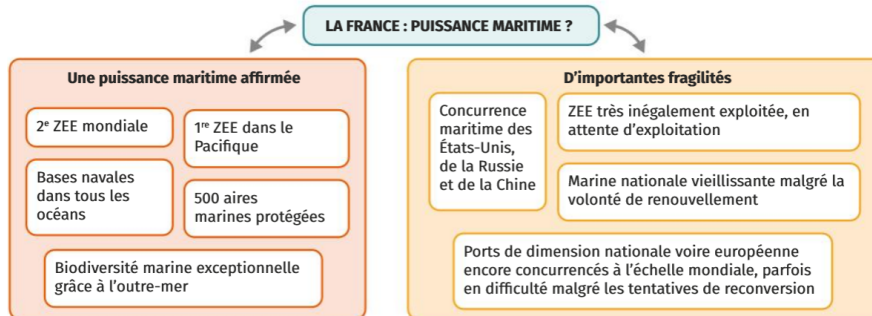 LA FRANCE : PUISSANCE MARITIME ?
Une puissance maritime affirmée
2e ZEE mondiale
1re ZEE dans le
Pacifique
Bases navales
dans tous les
océans
500 aires
marines protégées
Biodiversité marine exceptionnelle
grâce à l’outre-mer
D’importantes fragilités
Concurrence
maritime des
États-Unis,
de la Russie
et de la Chine
ZEE très inégalement exploitée, en
attente d’exploitation
Marine nationale vieillissante malgré la
volonté de renouvellement
Ports de dimension nationale voire européenne
encore concurrencés à l’échelle mondiale, parfois
en difficulté malgré les tentatives de reconversion